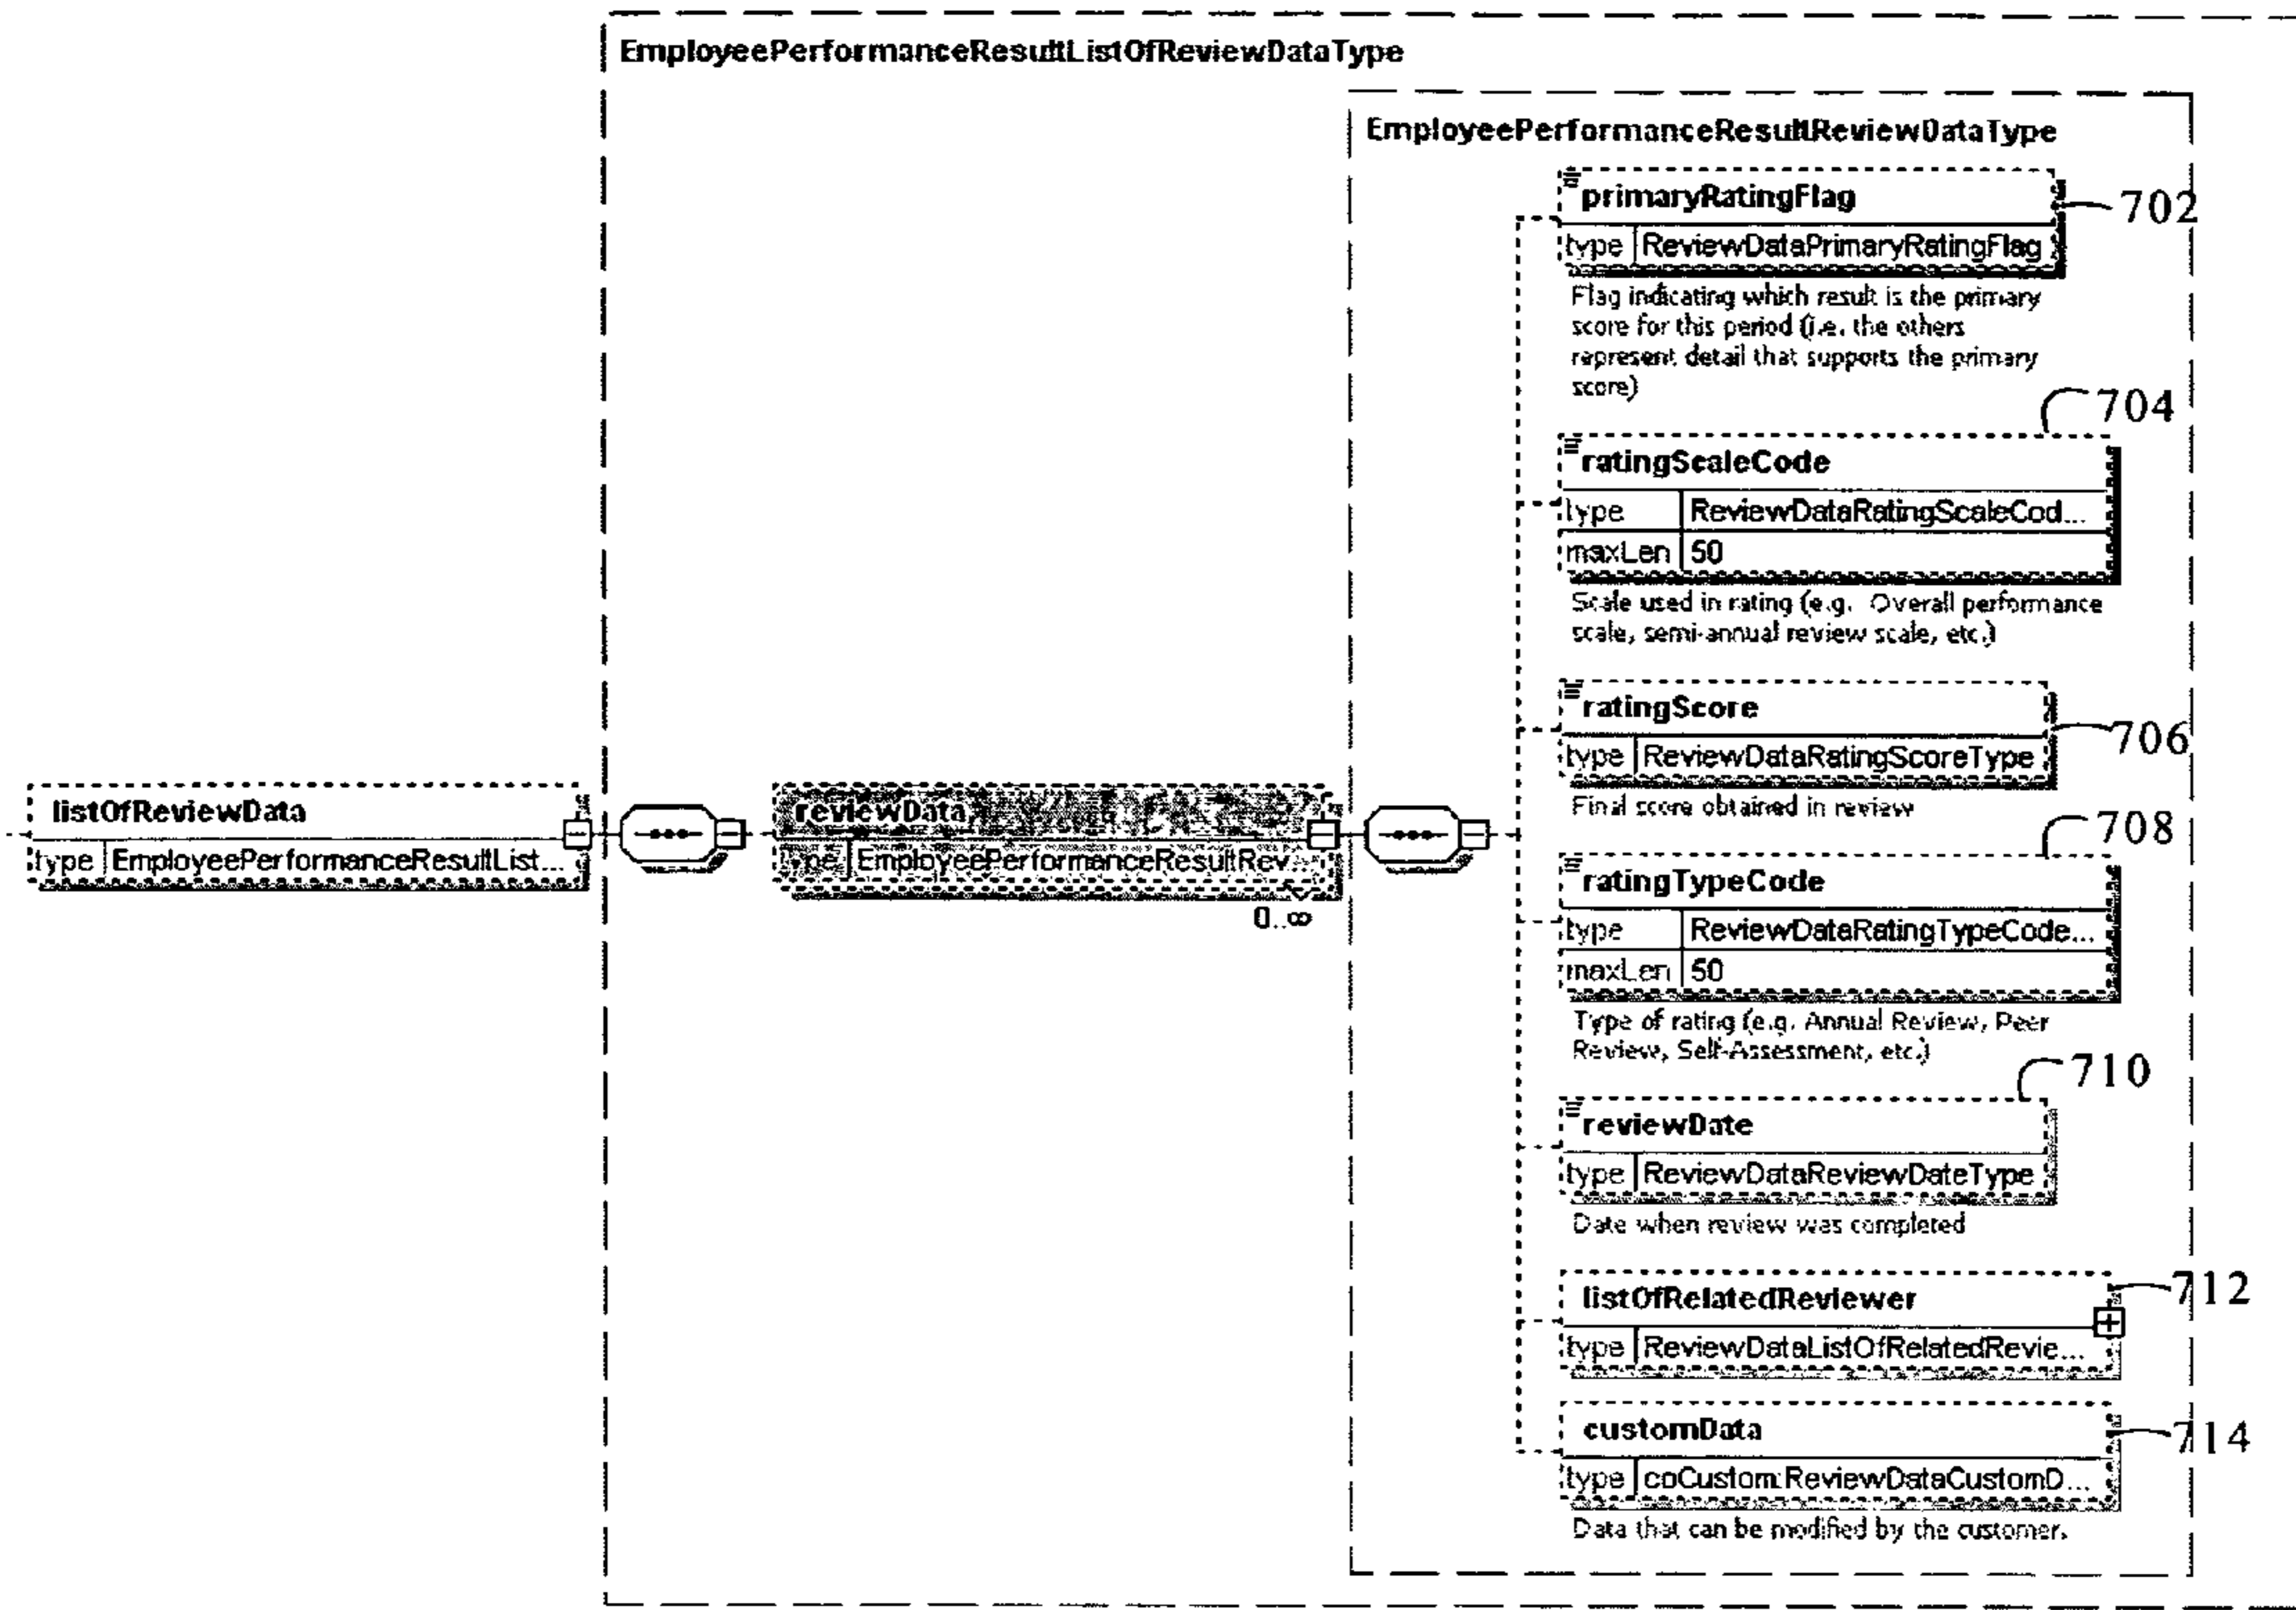 EmployeePerformanceResultListOfReviewDataType
EmployeePerformanceResultReviewDataType
primaryRatingFlag
702
type ReviewDataPrimaryRatingFlag
Flag indicating which result is the primary
score for this period (i.e. the others
represent detail that supports the primary
score)
704
ratingScaleCode
type ReviewDataRatingScaleCod...
maxLen 50
Scale used in rating (e.g. Overall performance
scale, semi-annual review scale, etc.)
ratingScore
706
type ReviewDataRatingScoreType
Final score obtained in review
listOfReviewData
type EmployeePerformanceResultList...
reviewData
type EmployeePerformanceResultRev...
0..∞
708
ratingTypeCode
type ReviewDataRatingTypeCode...
maxLen 50
Type of rating (e.g. Annual Review, Peer
Review, Self-Assessment, etc.)
710
reviewDate
type ReviewDataReviewDateType
Date when review was completed
712
listOfRelatedReviewer
type ReviewDataListOfRelatedRevie...
customData
714
type coCustom:ReviewDataCustomD...
Data that can be modified by the customer.